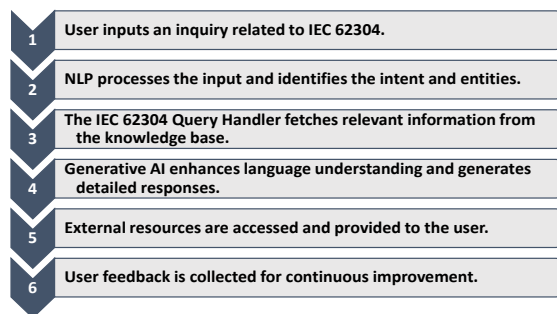 1
User inputs an inquiry related to IEC 62304.
2
NLP processes the input and identifies the intent and entities.
3
The IEC 62304 Query Handler fetches relevant information from
the knowledge base.
4
Generative AI enhances language understanding and generates
detailed responses.
5
External resources are accessed and provided to the user.
6
User feedback is collected for continuous improvement.